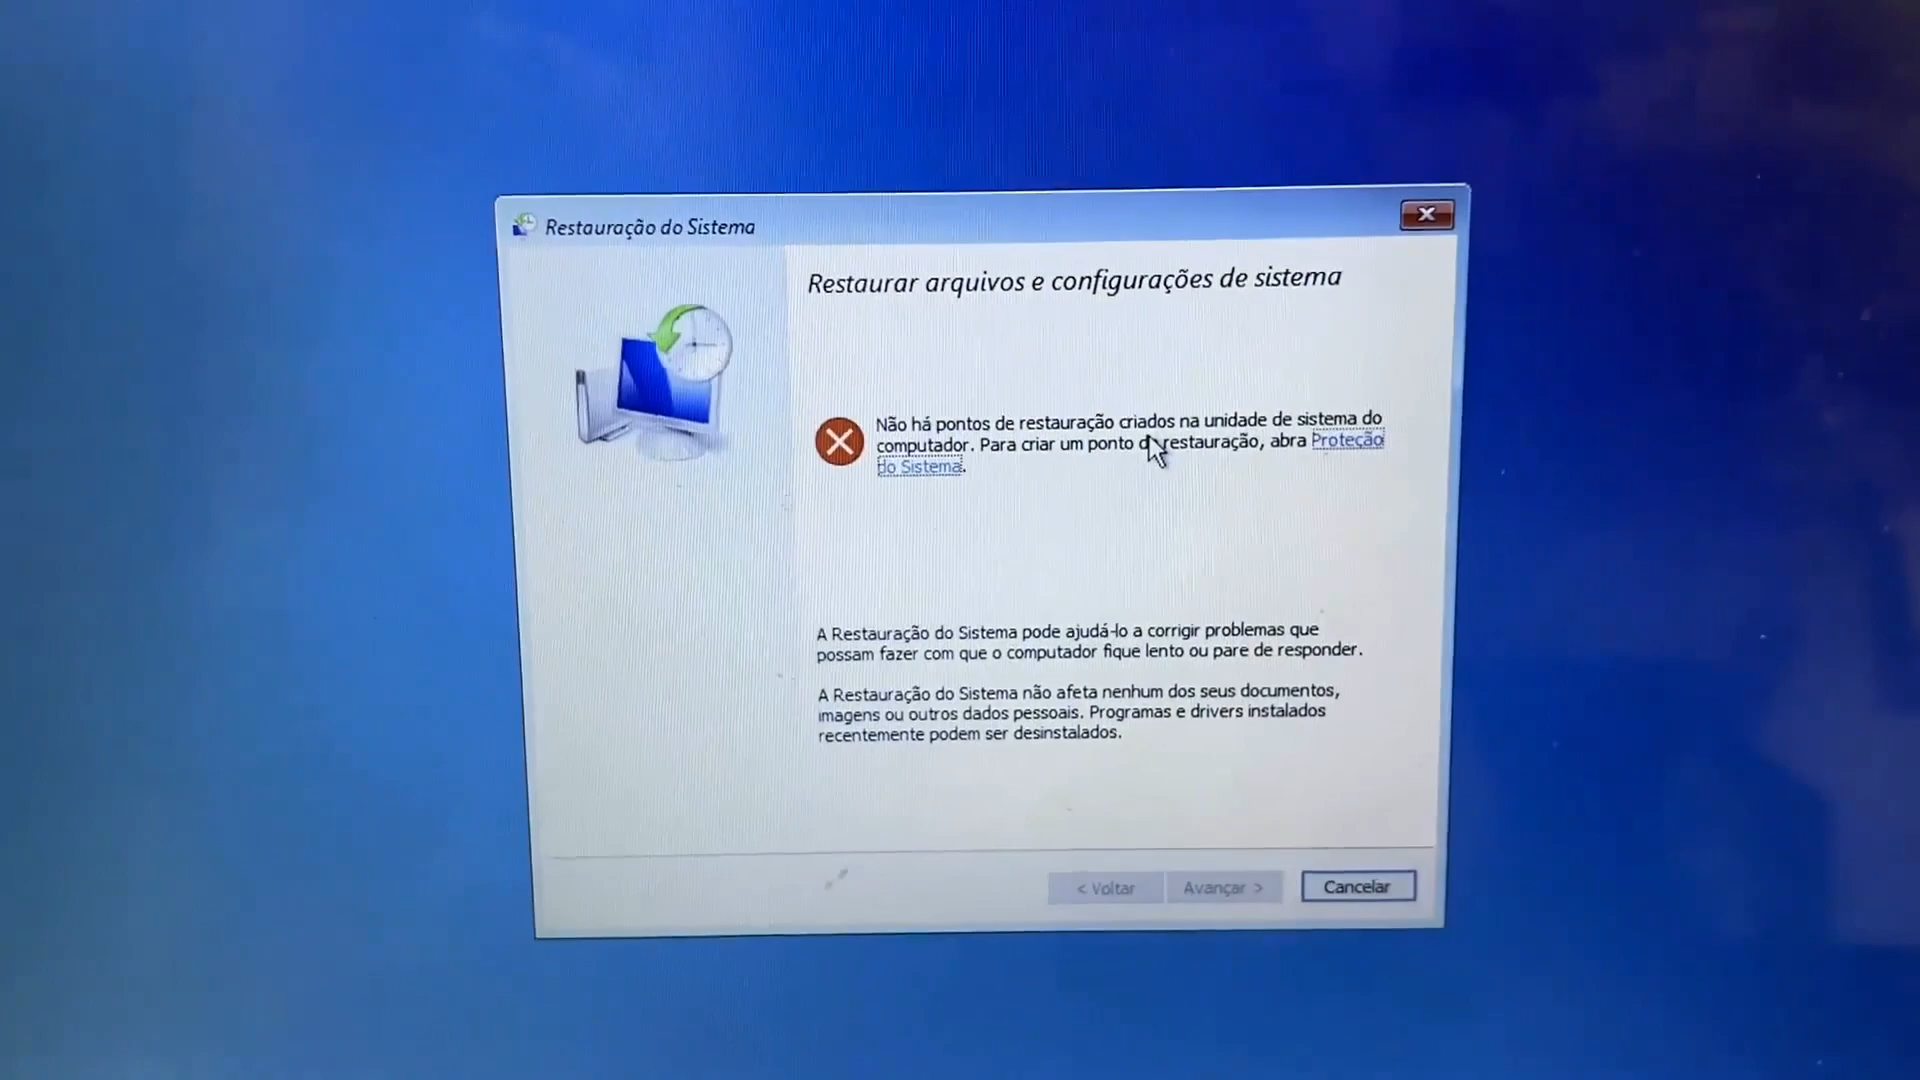 Restauração do Sistema
Restaurar arquivos e configurações de sistema
Não há pontos de restauração criados na unidade de sistema do
computador. Para criar um ponto d restauração, abra Proteção
do Sistema.
A Restauração do Sistema pode ajudá-lo a corrigir problemas que
possam fazer com que o computador fique lento ou pare de responder.
A Restauração do Sistema não afeta nenhum dos seus documentos,
imagens ou outros dados pessoais. Programas e drivers instalados
recentemente podem ser desinstalados.
< Voltar
Avançar >
Cancelar